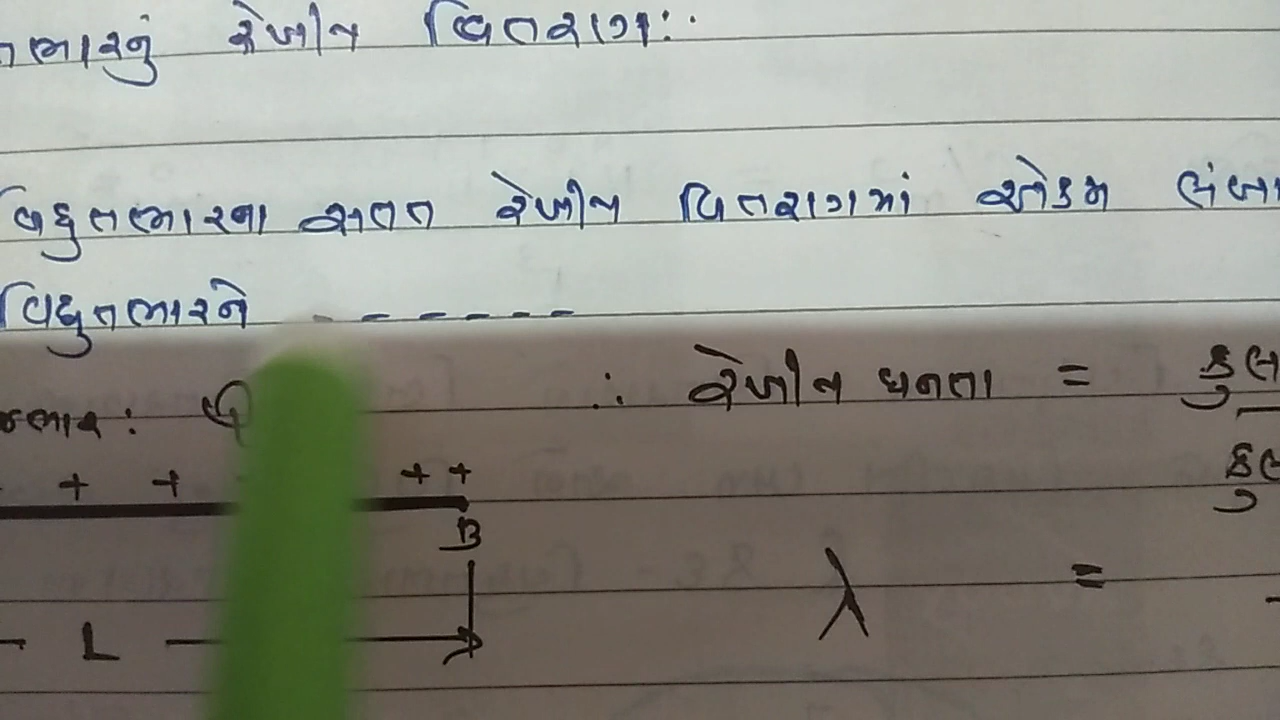 તભારનું રેખીય વિતરણ:
વિદ્યુતભારના સતત રેખીય વિતરણમાં એકમ લંબા
વિદ્યુતભારને - - - - - -
ભાર: Q ∴ રેખીય ઘનતા = કુલ
+ + + +
B
λ =
L